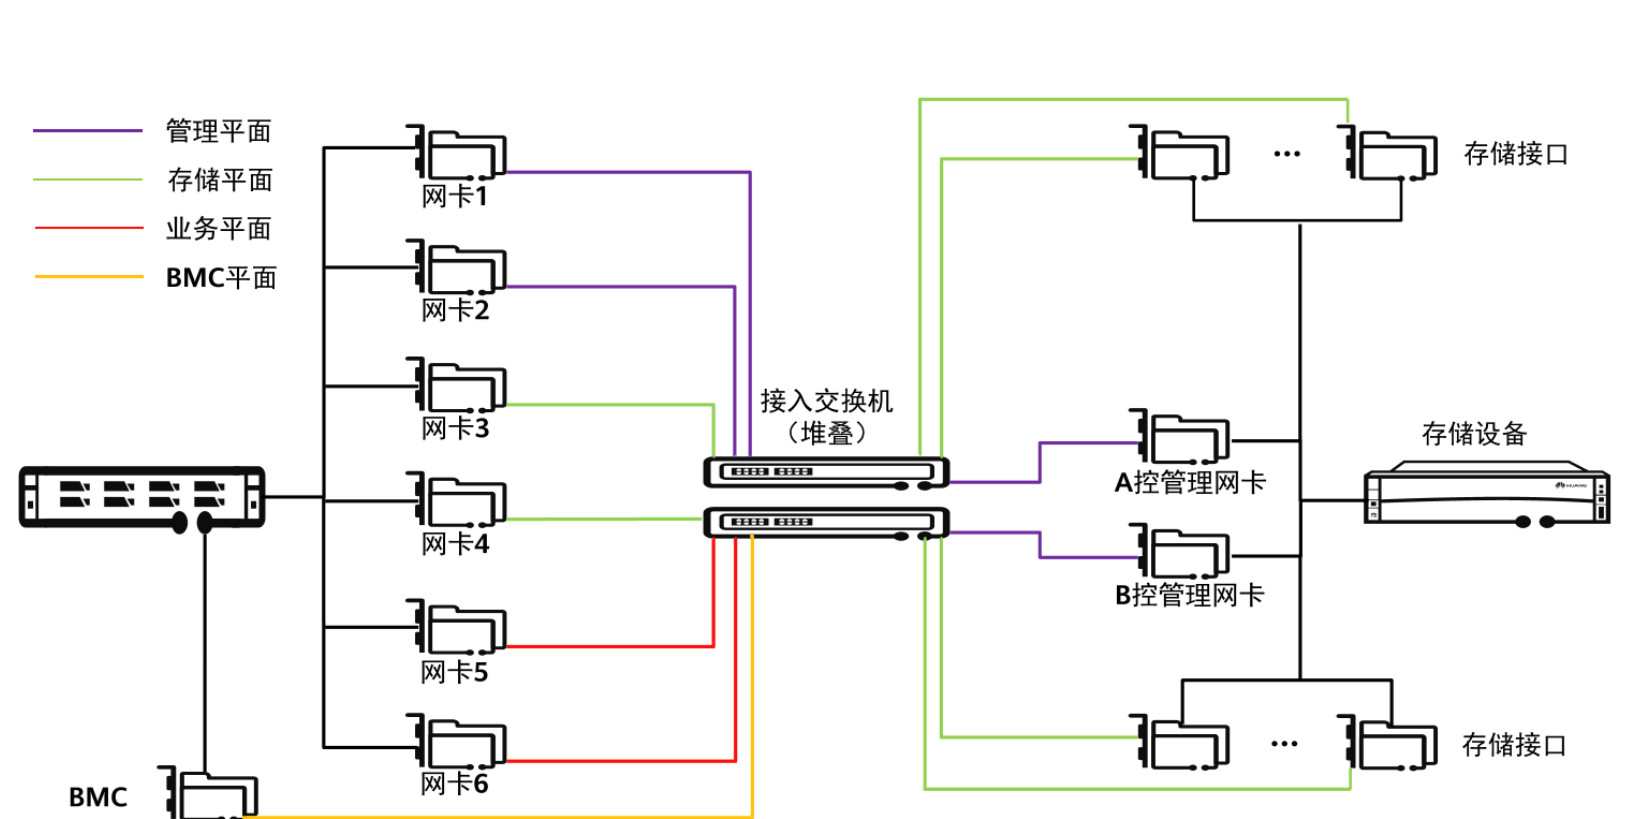 管理平面
存储平面
业务平面
BMC平面
网卡1
网卡2
网卡3
网卡4
网卡5
网卡6
BMC
接入交换机
（堆叠）
存储接口
A控管理网卡
B控管理网卡
存储设备
HUAWEI
存储接口